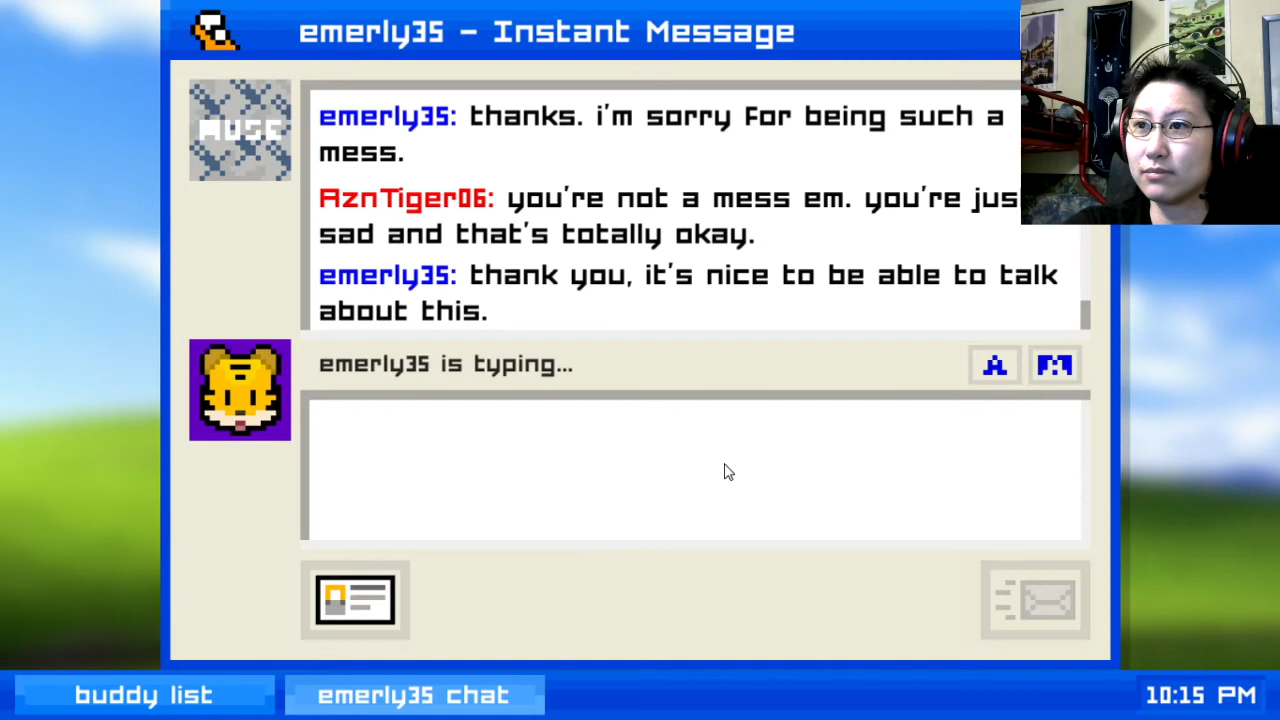 emerly35 - Instant Message
MUSE
emerly35: thanks. i'm sorry for being such a
mess.
AznTiger06: you're not a mess em. you're jus
sad and that's totally okay.
emerly35: thank you, it's nice to be able to talk
about this.
emerly35 is typing...
A
buddy list
emerly35 chat
10:15 PM